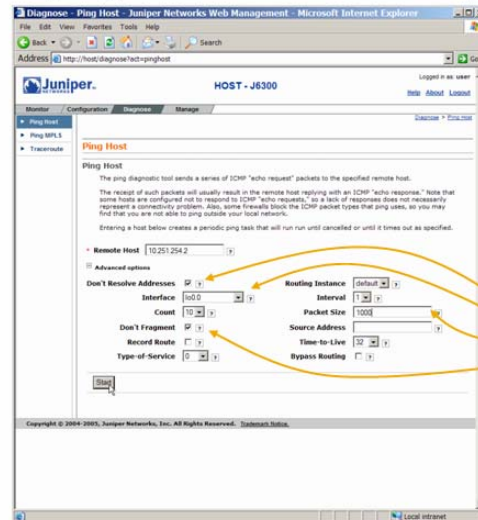 Diagnose - Ping Host - Juniper Networks Web Management - Microsoft Internet Explorer
File Edit View Favorites Tools Help
Back Search
Address http://host/diagnose?act=pinghost Go
Juniper
NETWORKS
HOST - J6300
Logged in as: user
Help About Logout
Monitor Configuration Diagnose Manage
Diagnose > Ping Host
Ping Host
Ping MPLS
Traceroute
Ping Host
Ping Host
The ping diagnostic tool sends a series of ICMP "echo request" packets to the specified remote host.
The receipt of such packets will usually result in the remote host replying with an ICMP "echo response." Note that
some hosts are configured not to respond to ICMP "echo requests," so a lack of responses does not necessarily
represent a connectivity problem. Also, some firewalls block the ICMP packet types that ping uses, so you may
find that you are not able to ping outside your local network.
Entering a host below creates a periodic ping task that will run run until cancelled or until it times out as specified.
* Remote Host 10.251.254.2 ?
Advanced options
Don't Resolve Addresses ? Routing Instance default ?
Interface lo0.0 ? Interval 1 ?
Count 10 ? Packet Size 1000 ?
Don't Fragment ? Source Address ?
Record Route ? Time-to-Live 32 ?
Type-of-Service 0 ? Bypass Routing ?
Start
Copyright © 2004-2005, Juniper Networks, Inc. All Rights Reserved. Trademark Notice.
Local intranet